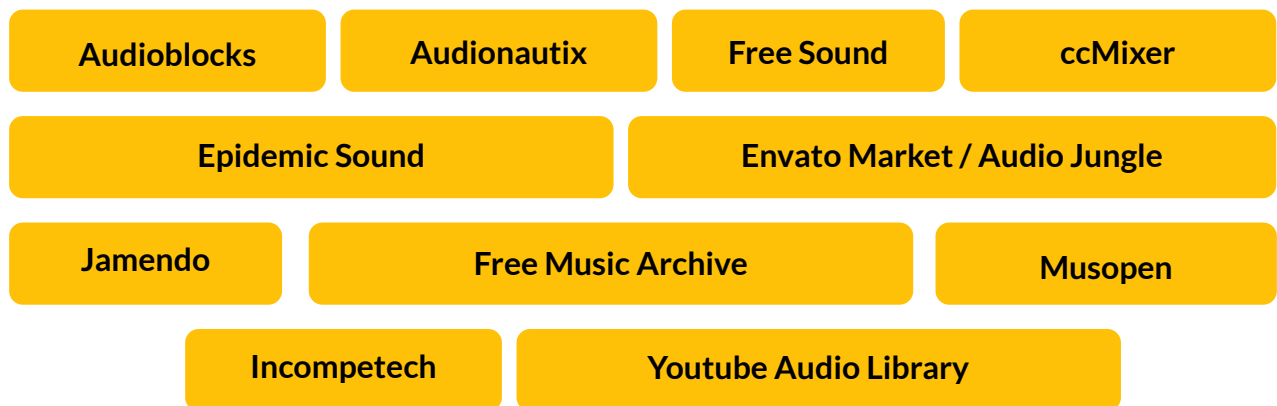 Audioblocks Audionautix Free Sound ccMixer
Epidemic Sound Envato Market / Audio Jungle
Jamendo Free Music Archive Musopen
Incompetech Youtube Audio Library